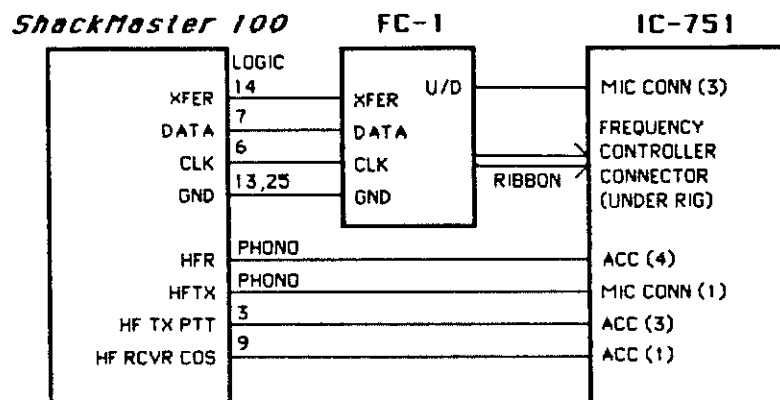 ShackMaster 100
FC-1
IC-751
LOGIC
XFER
14
XFER
U/D
MIC CONN (3)
DATA
7
DATA
FREQUENCY
CLK
6
CLK
CONTROLLER
GND
13,25
GND
RIBBON
CONNECTOR
(UNDER RIG)
HFR
PHONO
ACC (4)
HFTX
PHONO
MIC CONN (1)
HF TX PTT
3
ACC (3)
HF RCVR COS
9
ACC (1)